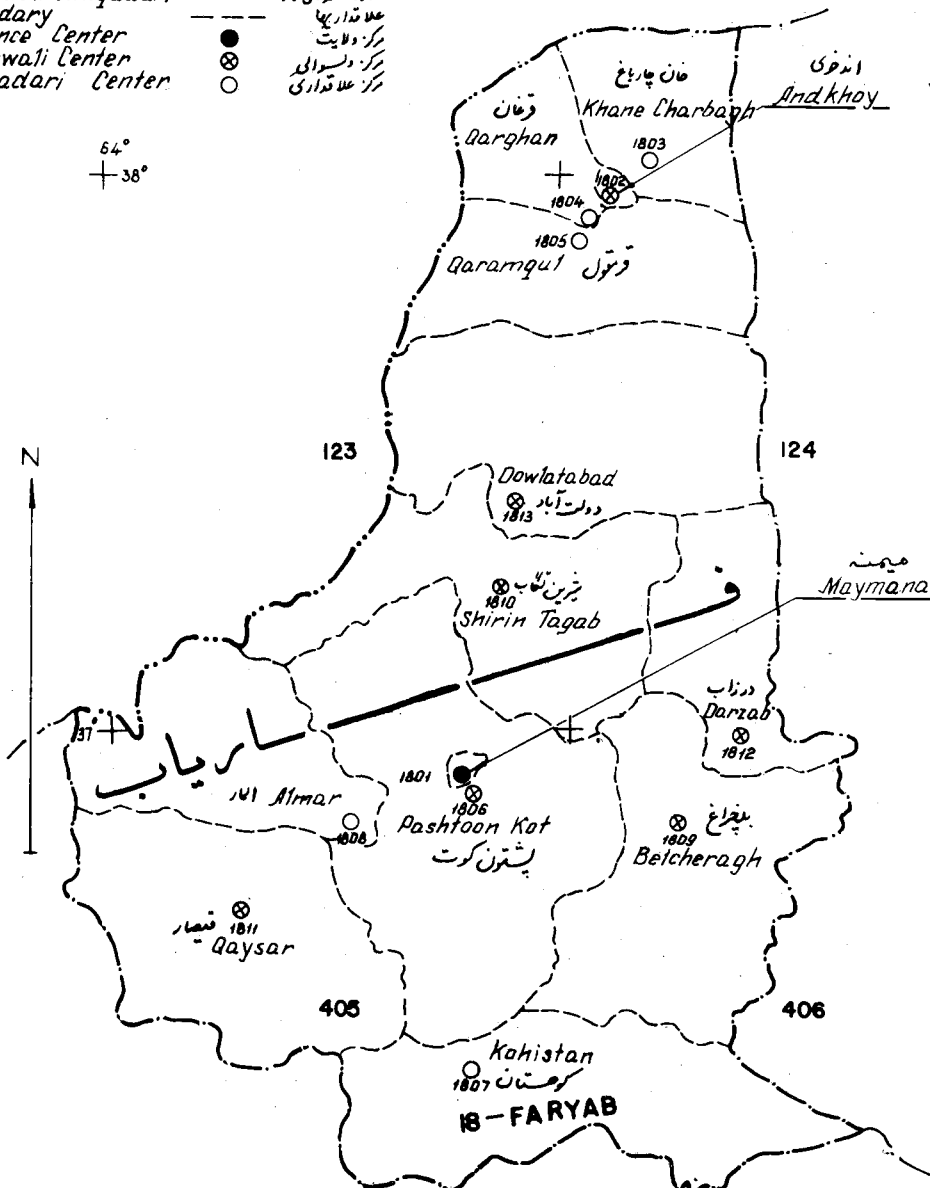 dary
علاقداریها
nce Center
مرکز ولایت
wali Center
مرکز ولسوالی
adari Center
مرکز علاقداری
64°
38°
قرغان
Qarghan
خان چارباغ
Khane Charbagh
اندخوی
Andkhoy
1803
1802
1804
1805
Qaramqul
قرمقول
123
124
N
Dowlatabad
دولت آباد
1813
شیرین تگاب
1810
Shirin Tagab
میمنه
Maymana
فاریاب
37
درزاب
Darzab
1812
المار Almar
1808
1801
1806
Pashtoon Kot
پشتون کوت
بلچراغ
1809
Belcheragh
قیصار
1811
Qaysar
405
406
Kohistan
1807
کوهستان
18-FARYAB